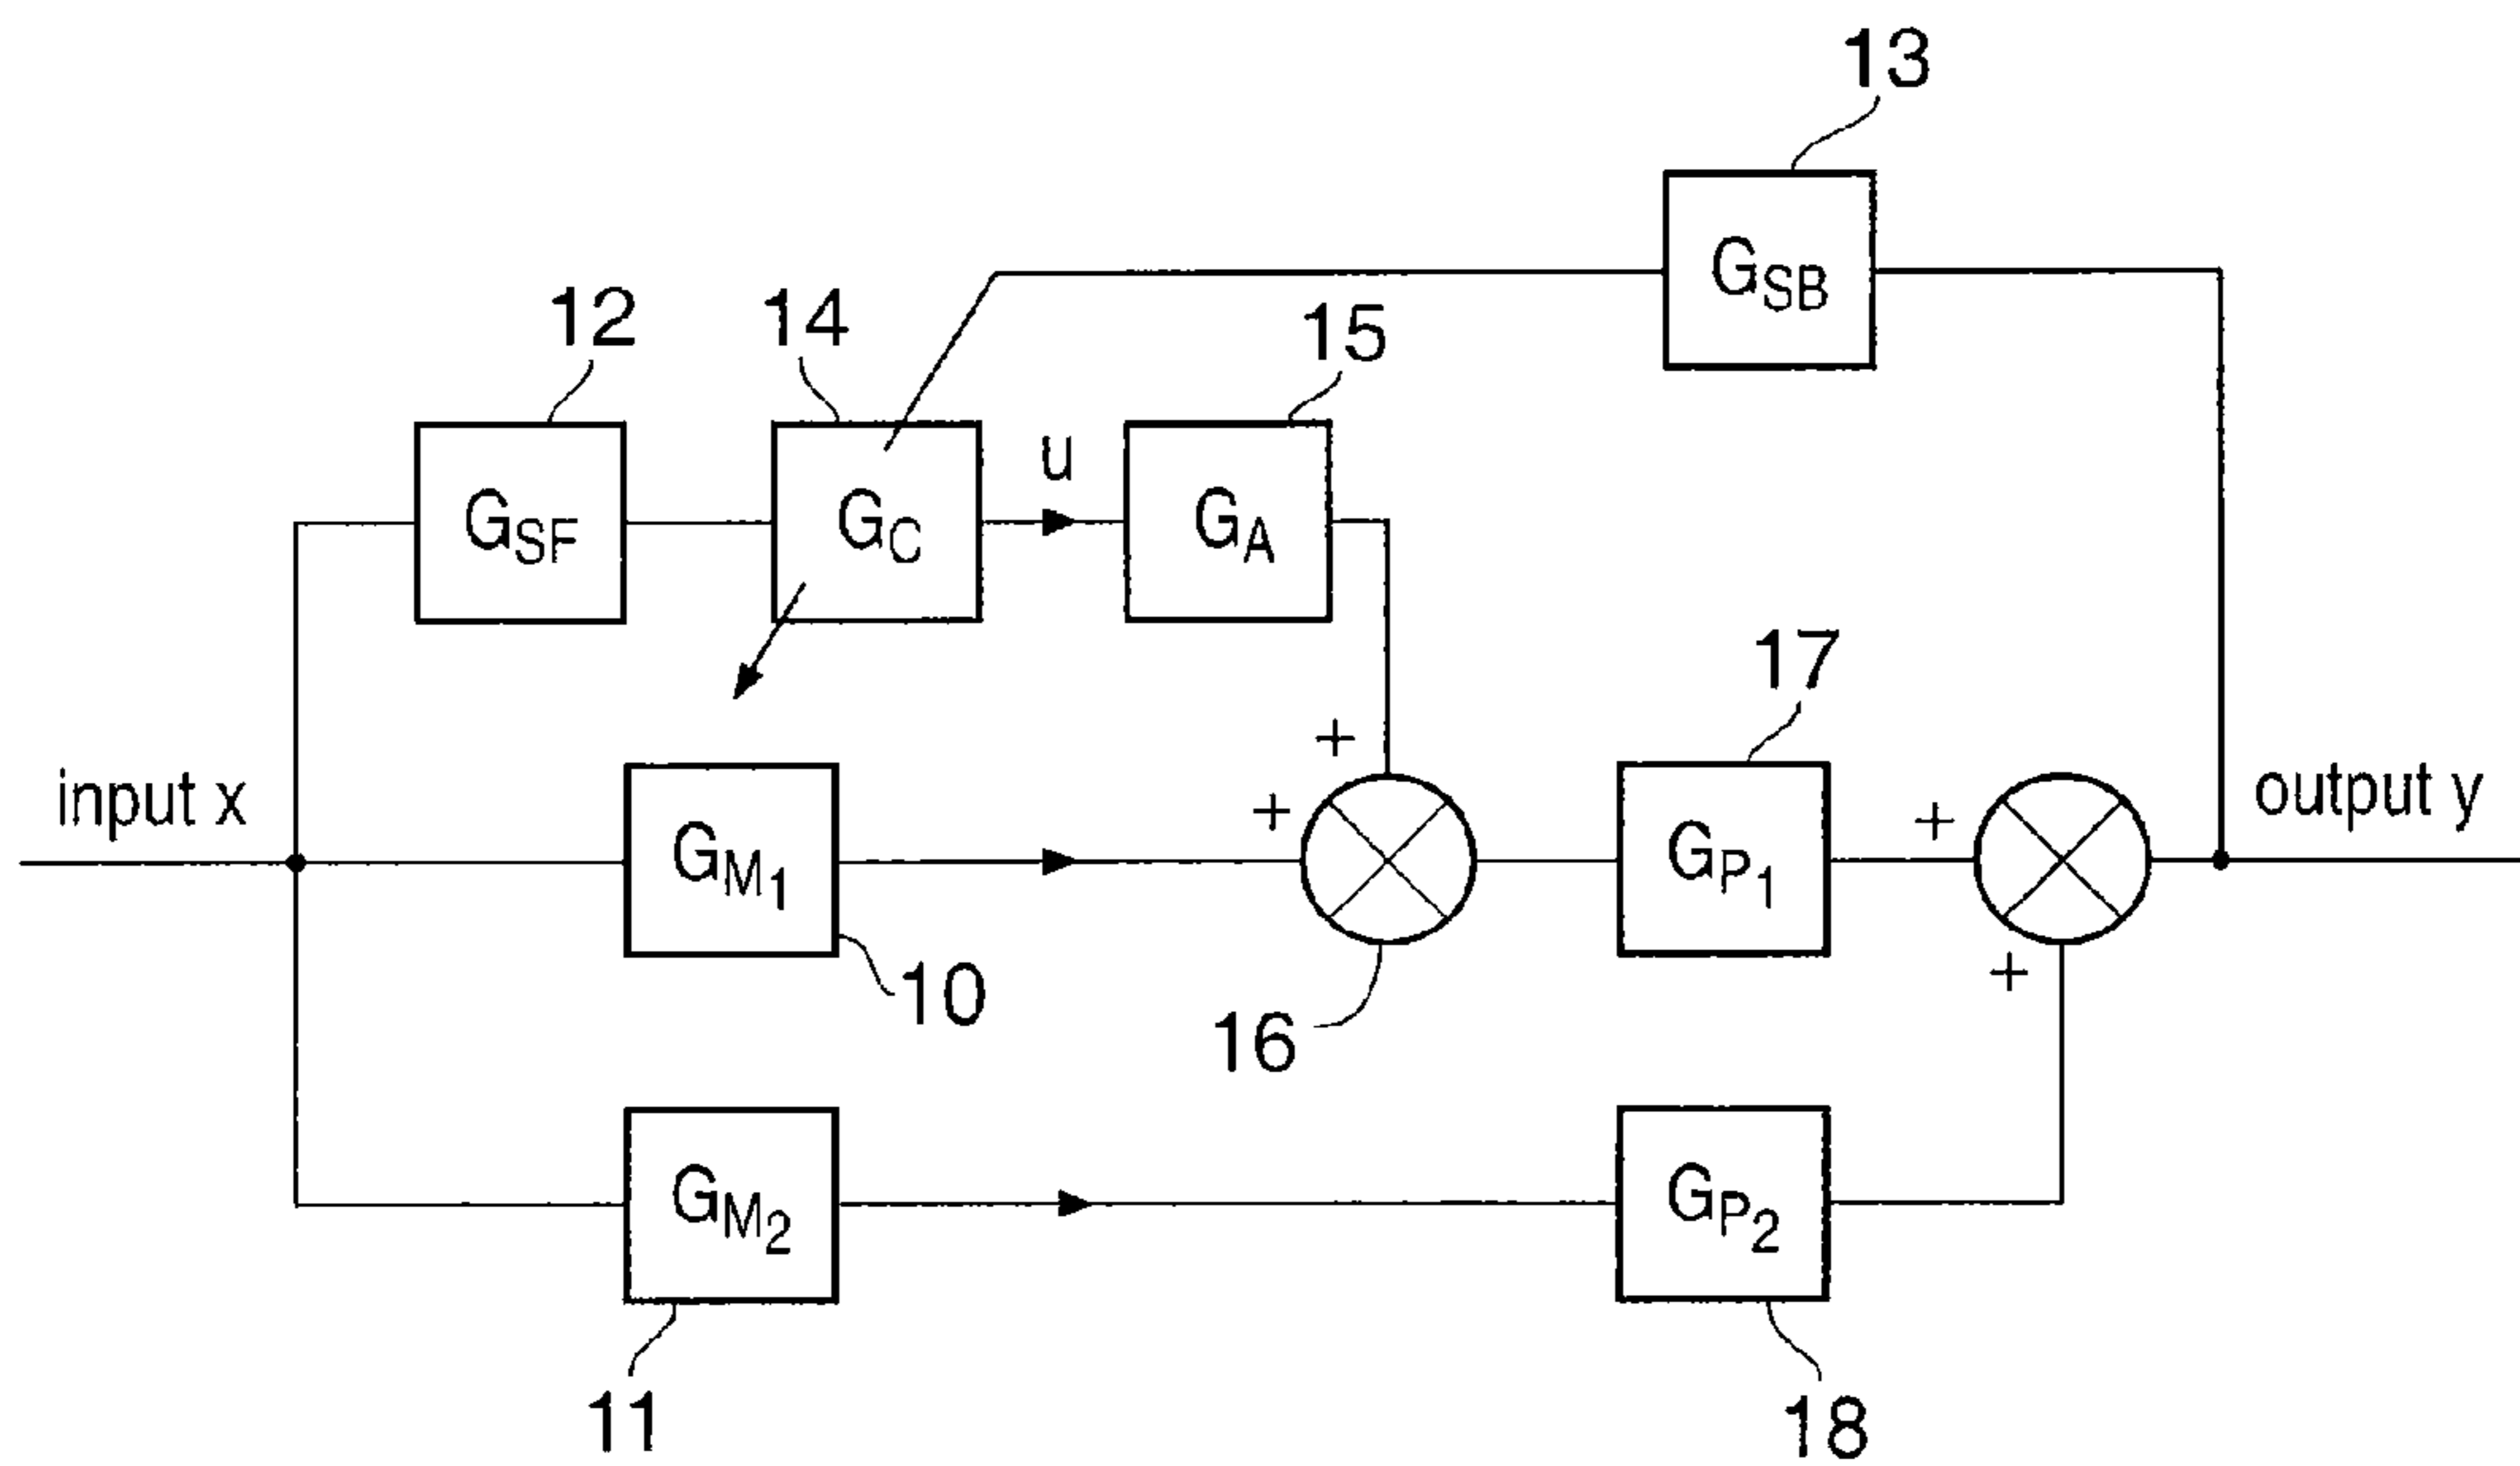 13
G_SB
12
14
15
u
G_SF
G_C
G_A
17
+
input x
+
+
output y
G_M1
G_P1
10
+
16
G_M2
G_P2
11
18